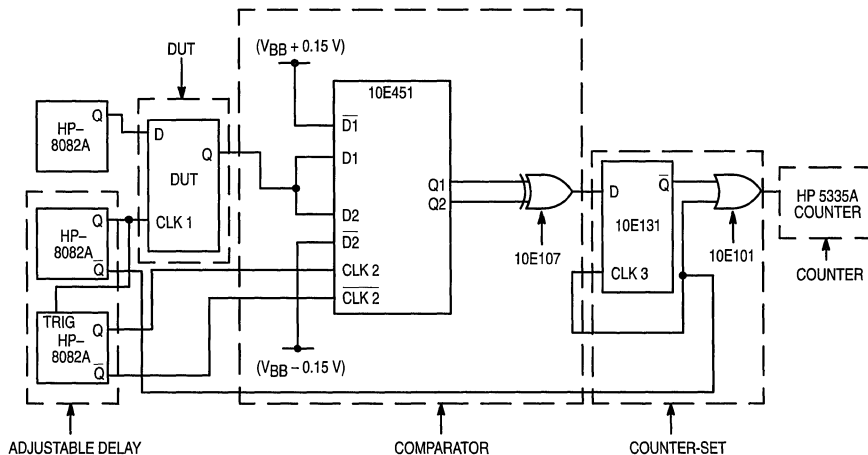 DUT
(VBB + 0.15 V)
10E451
HP–
8082A
Q
D
DUT
Q
CLK 1
D̅1̅
D1
D2
D̅2̅
CLK 2
C̅L̅K̅ ̅2̅
Q1
Q2
10E107
D
Q̅
10E131
CLK 3
10E101
HP 5335A
COUNTER
COUNTER
HP–
8082A
Q
Q̅
TRIG
HP–
8082A
Q
Q̅
(VBB – 0.15 V)
ADJUSTABLE DELAY
COMPARATOR
COUNTER-SET